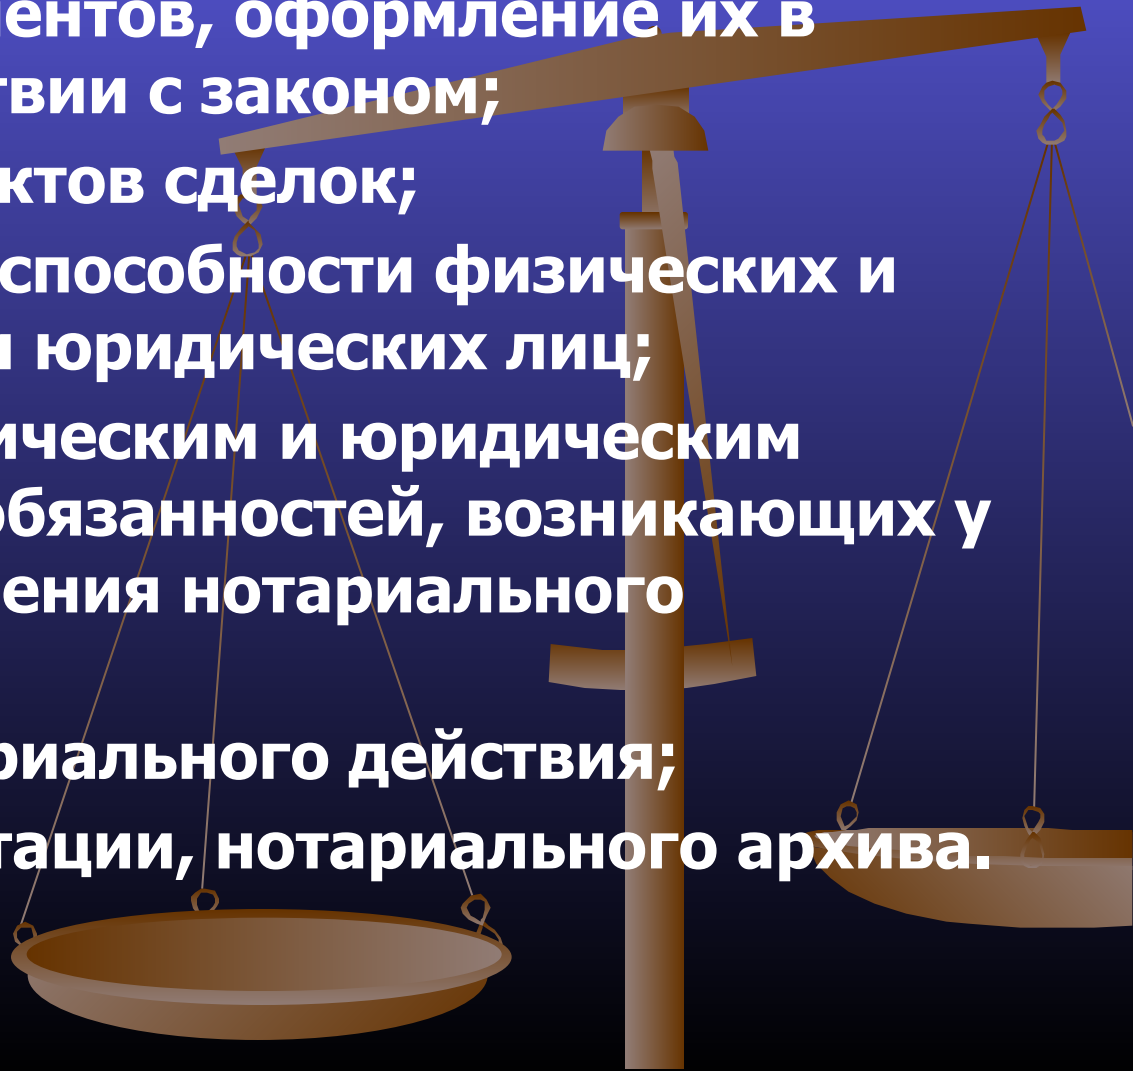 ентов, оформление их в
твии с законом;
ктов сделок;
способности физических и
юридических лиц;
ическим и юридическим
обязанностей, возникающих у
ения нотариального
риального действия;
тации, нотариального архива.